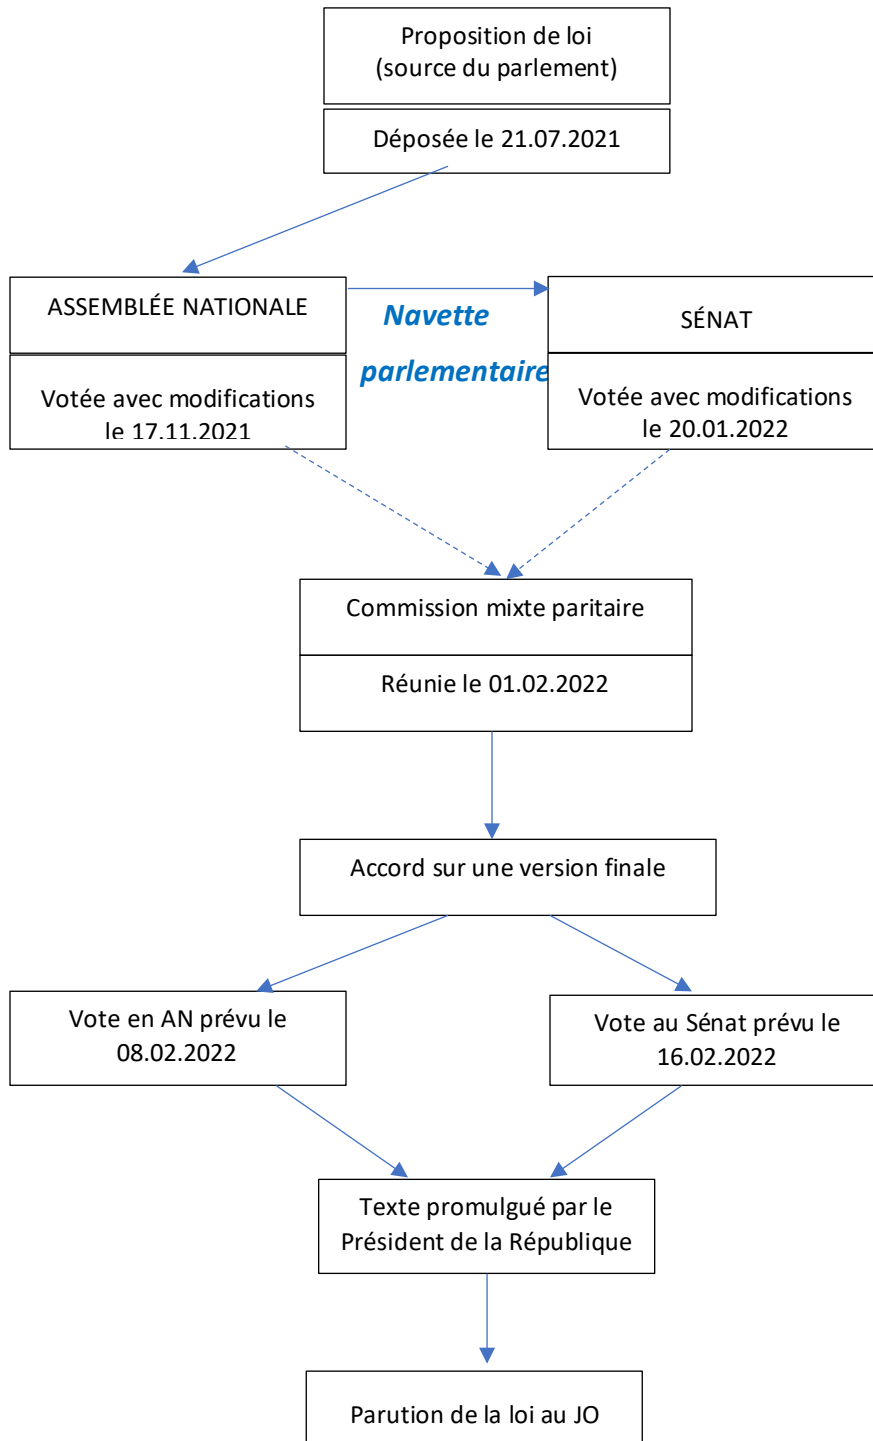 Proposition de loi
(source du parlement)
Déposée le 21.07.2021
ASSEMBLÉE NATIONALE
Navette
parlementaire
SÉNAT
Votée avec modifications
le 17.11.2021
Votée avec modifications
le 20.01.2022
Commission mixte paritaire
Réunie le 01.02.2022
Accord sur une version finale
Vote en AN prévu le
08.02.2022
Vote au Sénat prévu le
16.02.2022
Texte promulgué par le
Président de la République
Parution de la loi au JO